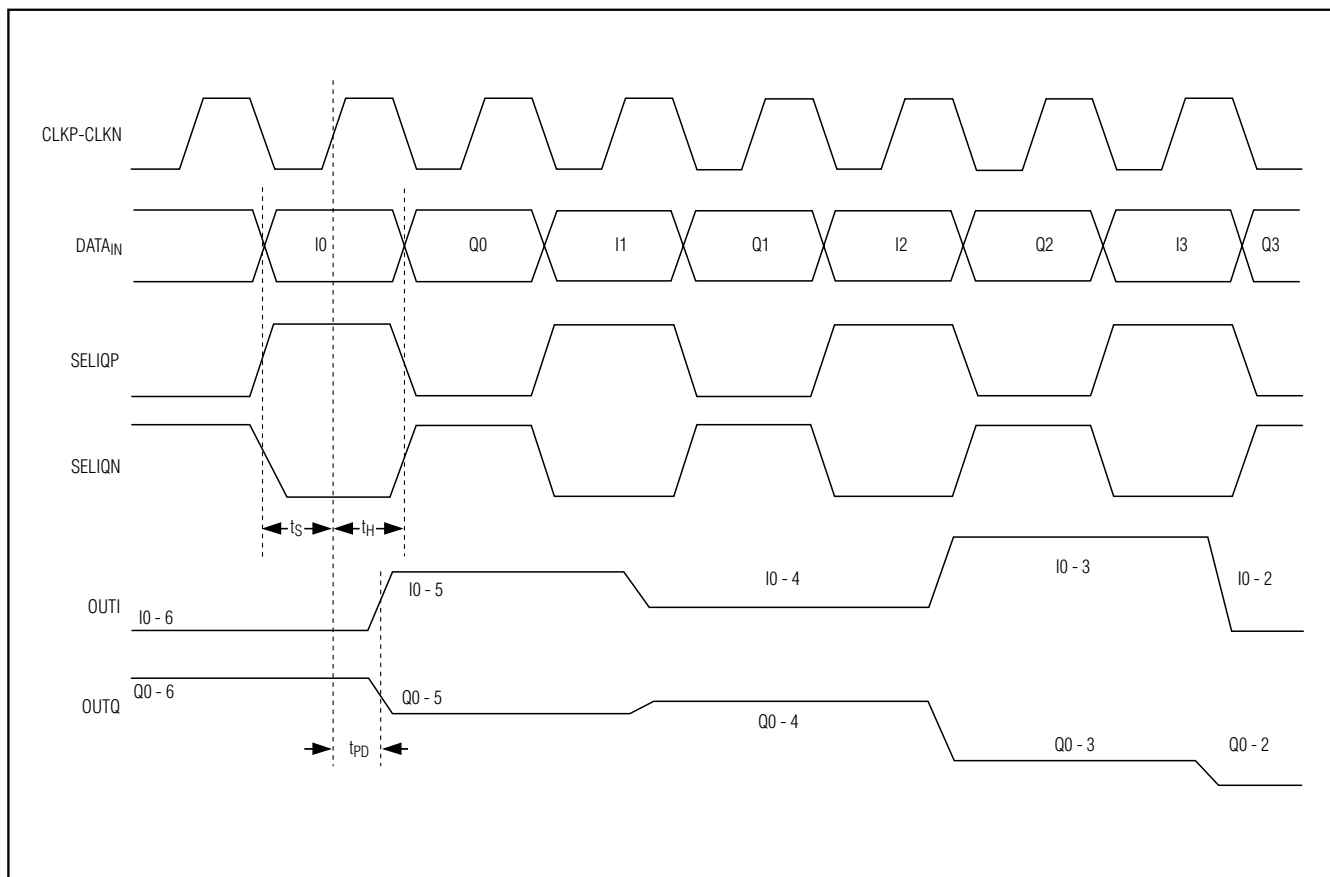 CLKP-CLKN
DATAIN I0 Q0 I1 Q1 I2 Q2 I3 Q3
SELIQP
SELIQN
tS tH
OUTI I0 - 6 I0 - 5 I0 - 4 I0 - 3 I0 - 2
OUTQ Q0 - 6 Q0 - 5 Q0 - 4 Q0 - 3 Q0 - 2
tPD